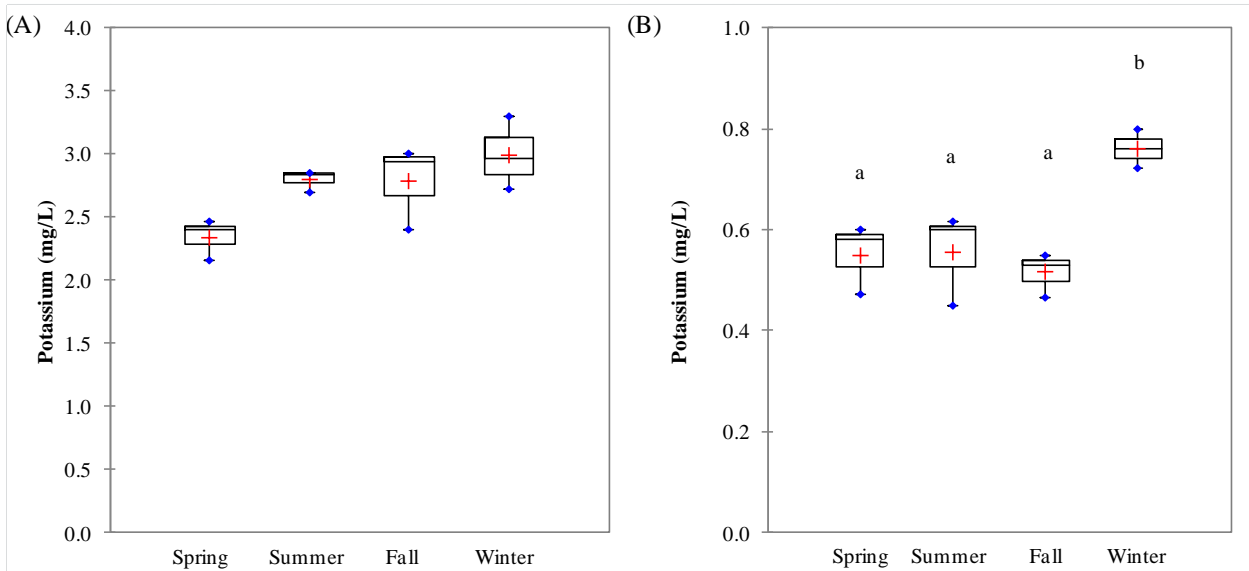 (A)
Potassium (mg/L)
4.0
3.5
3.0
2.5
2.0
1.5
1.0
0.5
0.0
Spring Summer Fall Winter
(B)
Potassium (mg/L)
1.0
0.8
0.6
0.4
0.2
0.0
a a a b
Spring Summer Fall Winter